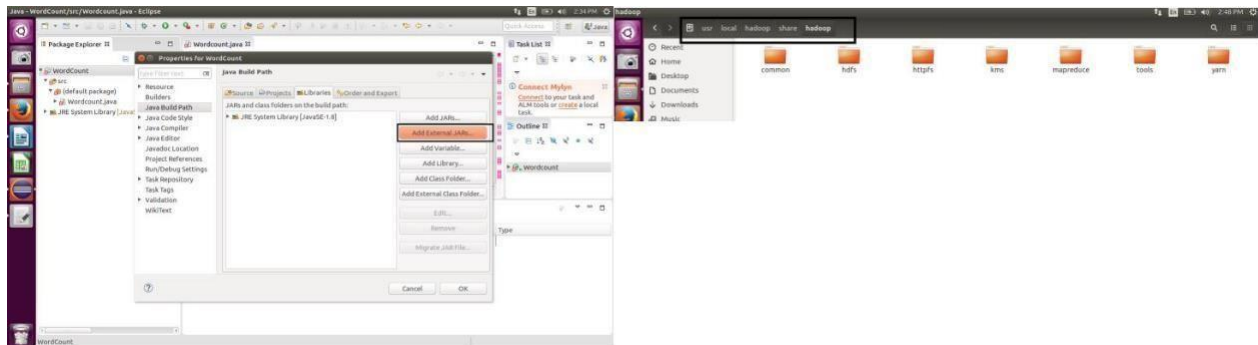 Java - WordCount/src/Wordcount.java - Eclipse
2:34 PM
Quick Access
Java
Package Explorer
Wordcount.java
Task List
WordCount
src
(default package)
Wordcount.java
JRE System Library
Properties for WordCount
type filter text
Resource
Builders
Java Build Path
Java Code Style
Java Compiler
Java Editor
Javadoc Location
Project References
Run/Debug Settings
Task Repository
Task Tags
Validation
WikiText
Java Build Path
Source Projects Libraries Order and Export
JARs and class folders on the build path:
JRE System Library [JavaSE-1.8]
Add JARs...
Add External JARs...
Add Variable...
Add Library...
Add Class Folder...
Add External Class Folder...
Edit...
Remove
Migrate JAR File...
Cancel
OK
Connect Mylyn
Connect to your task and
ALM tools or create a local
task.
Outline
Wordcount
Type
WordCount
hadoop
2:46 PM
usr local hadoop share hadoop
Recent
Home
Desktop
Documents
Downloads
Music
common
hdfs
httpfs
kms
mapreduce
tools
yarn